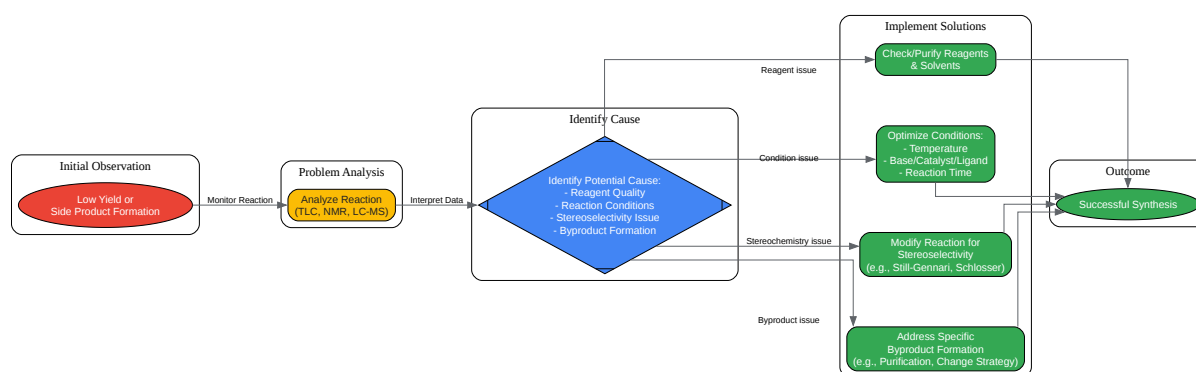 Initial Observation
Low Yield or
Side Product Formation
Monitor Reaction
Problem Analysis
Analyze Reaction
(TLC, NMR, LC-MS)
Interpret Data
Identify Cause
Identify Potential Cause:
- Reagent Quality
- Reaction Conditions
- Stereoselectivity Issue
- Byproduct Formation
Reagent issue
Condition issue
Stereochemistry issue
Byproduct issue
Implement Solutions
Check/Purify Reagents
& Solvents
Optimize Conditions:
- Temperature
- Base/Catalyst/Ligand
- Reaction Time
Modify Reaction for
Stereoselectivity
(e.g., Still-Gennari, Schlosser)
Address Specific
Byproduct Formation
(e.g., Purification, Change Strategy)
Outcome
Successful Synthesis